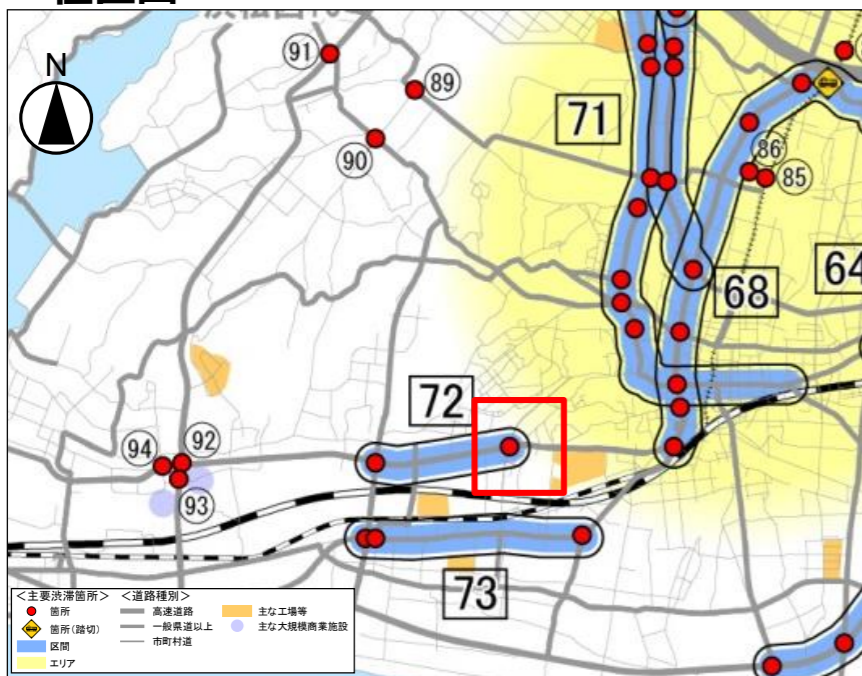 N
91
89
90
71
86
85
68
64
72
94
92
93
73
<主要渋滞箇所>
箇所
箇所(踏切)
区間
エリア
<道路種別>
高速道路
一般県道以上
市町村道
主な工場等
主な大規模商業施設